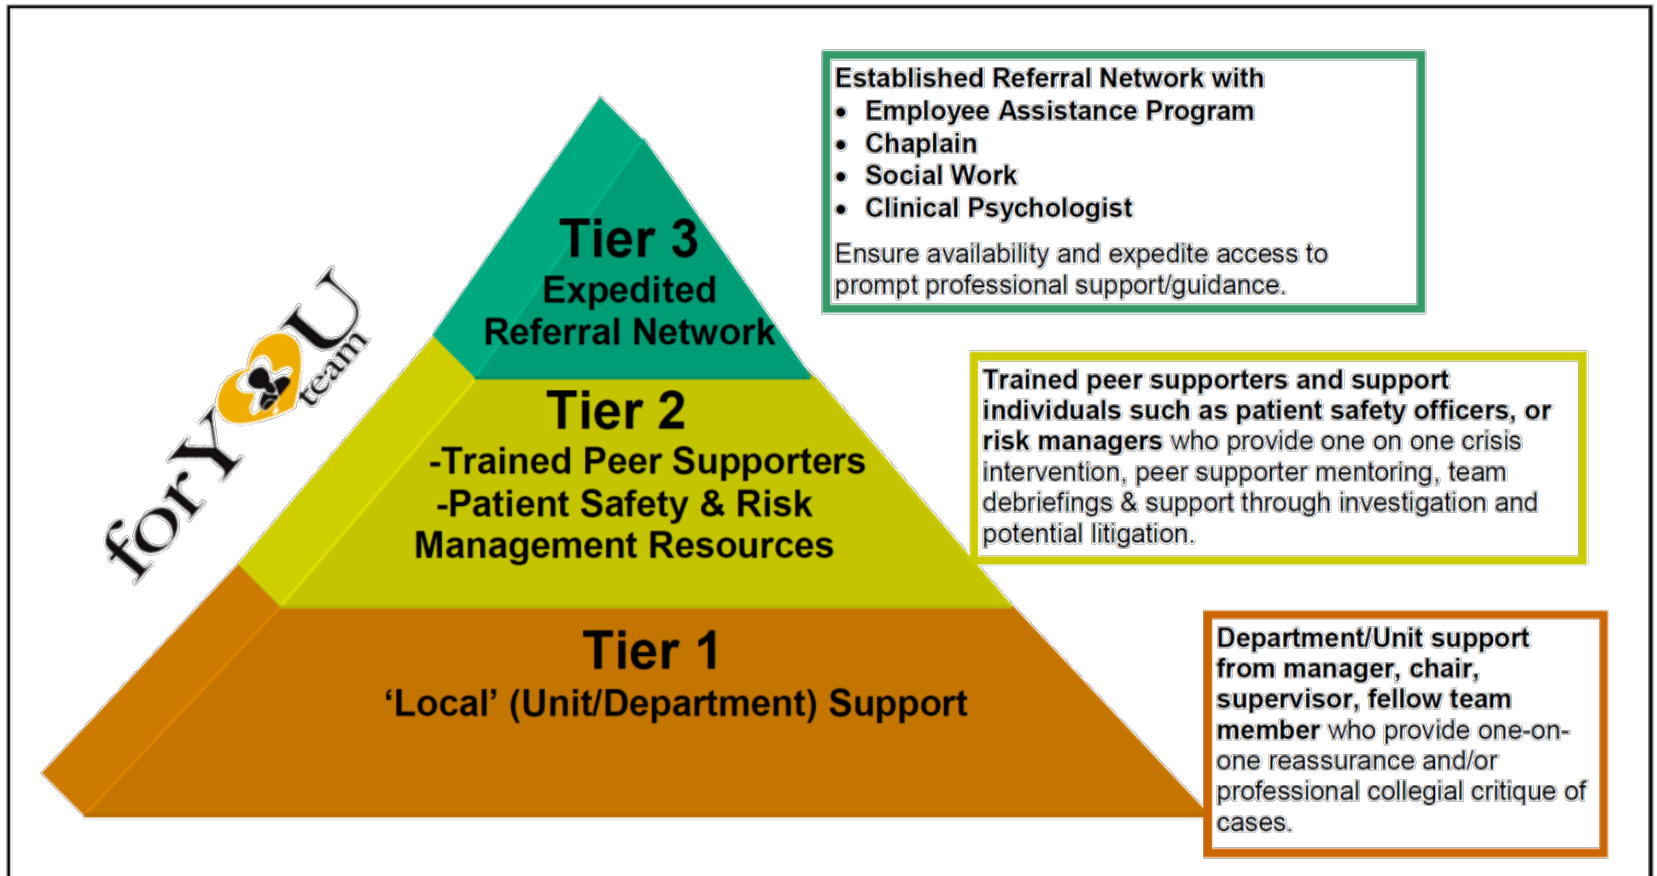 forYOU
team
Tier 3
Expedited
Referral Network
Established Referral Network with
• Employee Assistance Program
• Chaplain
• Social Work
• Clinical Psychologist
Ensure availability and expedite access to
prompt professional support/guidance.
Tier 2
-Trained Peer Supporters
-Patient Safety & Risk
Management Resources
Trained peer supporters and support
individuals such as patient safety officers, or
risk managers who provide one on one crisis
intervention, peer supporter mentoring, team
debriefings & support through investigation and
potential litigation.
Tier 1
‘Local’ (Unit/Department) Support
Department/Unit support
from manager, chair,
supervisor, fellow team
member who provide one-on-
one reassurance and/or
professional collegial critique of
cases.